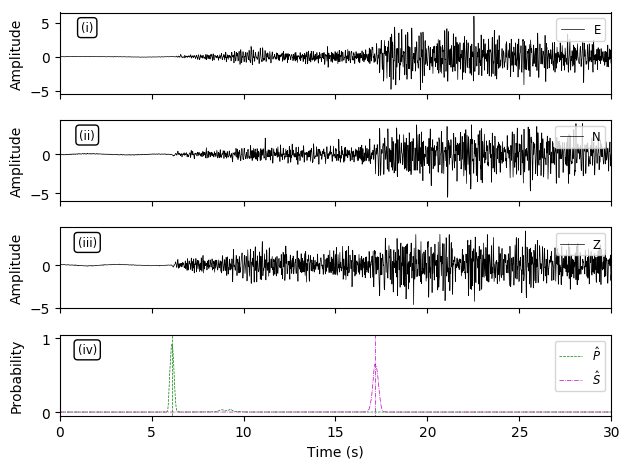 (i)
E
5
0
−5
Amplitude
(ii)
N
0
−5
Amplitude
(iii)
Z
0
−5
Amplitude
(iv)
P̂
Ŝ
1
0
Probability
0 5 10 15 20 25 30
Time (s)